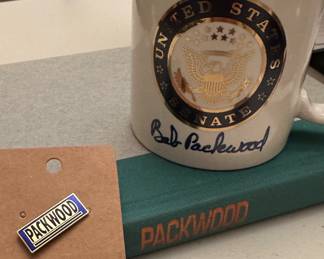 UNITED STATES
SENATE
Bob Packwood
PACKWOOD
PACKWOOD